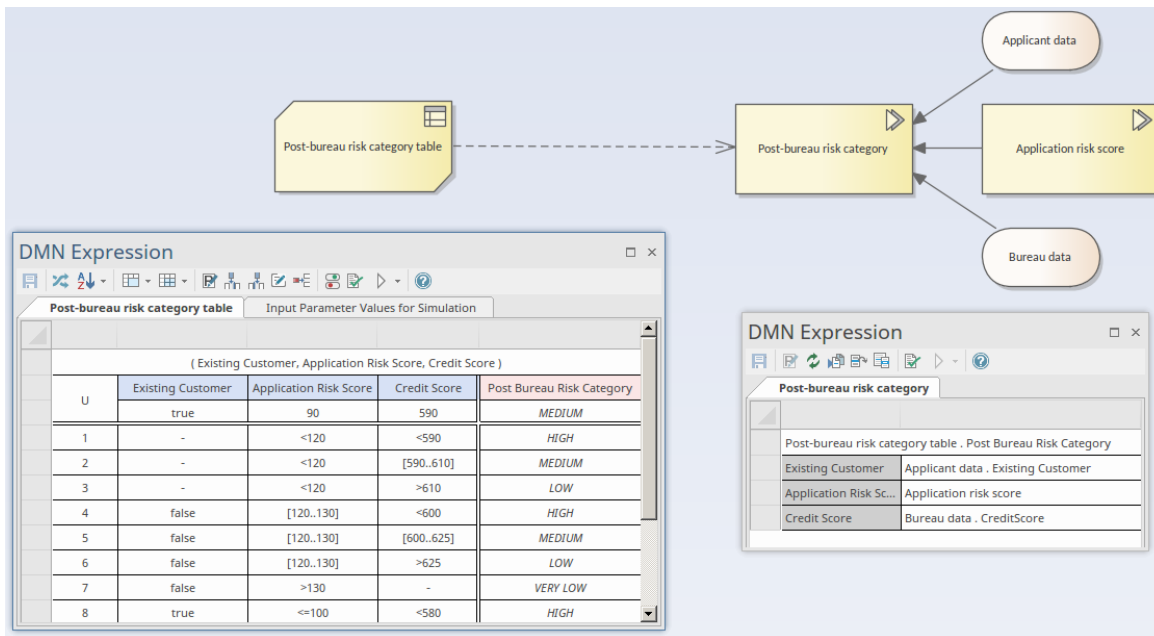 Applicant data
Post-bureau risk category table
Post-bureau risk category
Application risk score
Bureau data
DMN Expression
Post-bureau risk category table Input Parameter Values for Simulation
( Existing Customer, Application Risk Score, Credit Score )
U Existing Customer Application Risk Score Credit Score Post Bureau Risk Category
true 90 590 MEDIUM
1 - <120 <590 HIGH
2 - <120 [590..610] MEDIUM
3 - <120 >610 LOW
4 false [120..130] <600 HIGH
5 false [120..130] [600..625] MEDIUM
6 false [120..130] >625 LOW
7 false >130 - VERY LOW
8 true <=100 <580 HIGH
DMN Expression
Post-bureau risk category
Post-bureau risk category table . Post Bureau Risk Category
Existing Customer Applicant data . Existing Customer
Application Risk Sc... Application risk score
Credit Score Bureau data . CreditScore